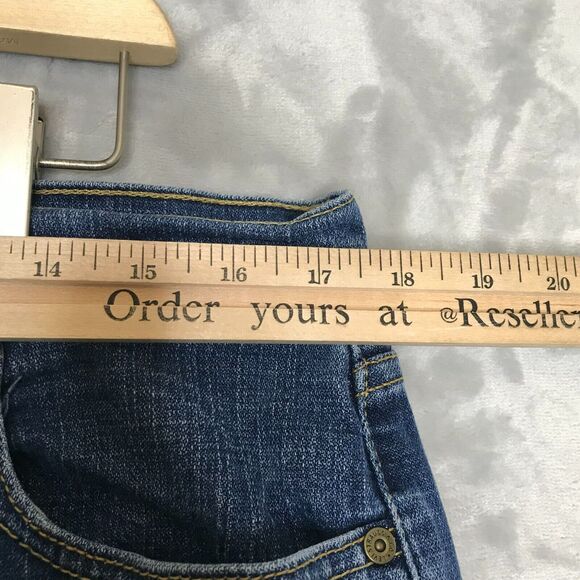 14 15 16 17 18 19 20
Order yours at @Reseller